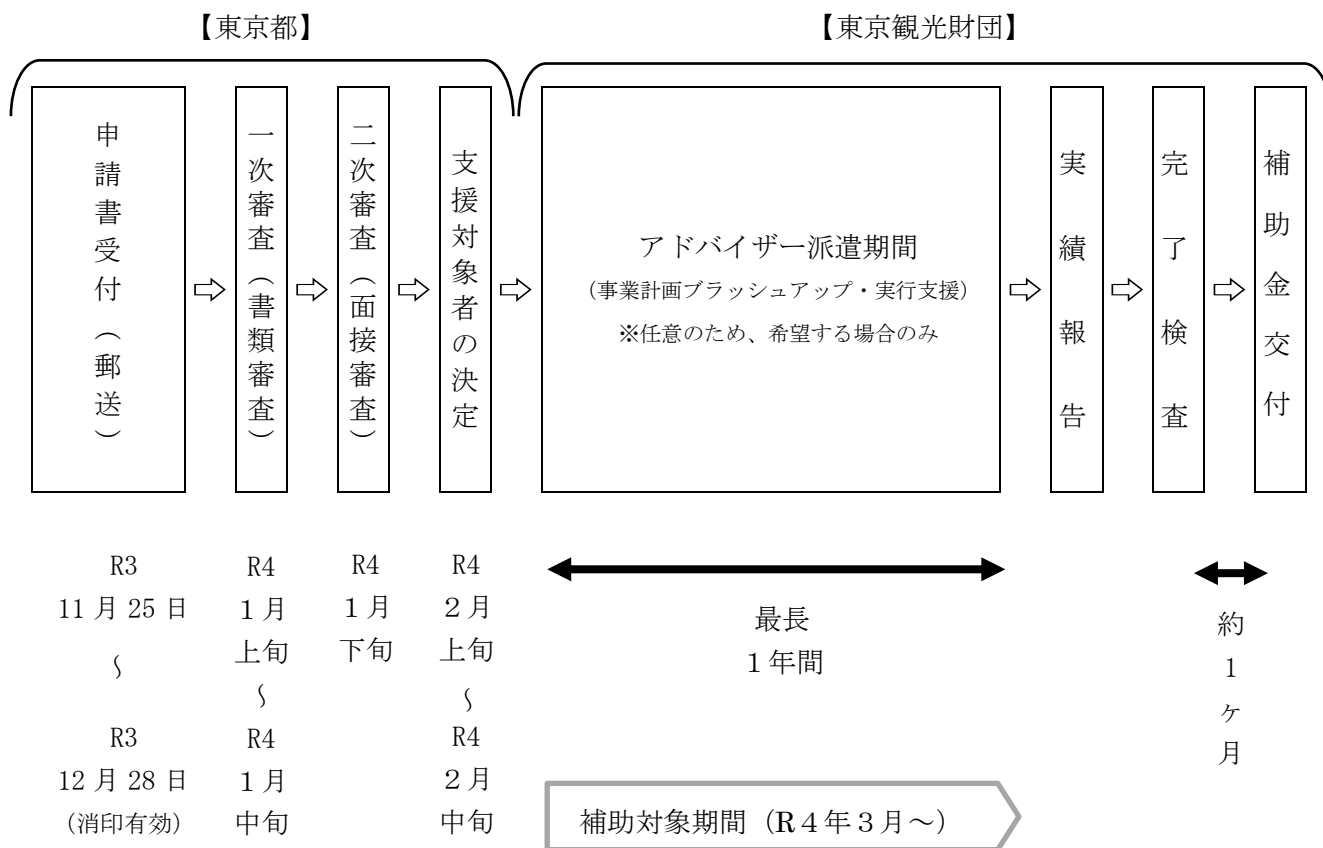 【東京都】
【東京観光財団】
申請書受付（郵送）
一次審査（書類審査）
二次審査（面接審査）
支援対象者の決定
アドバイザー派遣期間
（事業計画ブラッシュアップ・実行支援）
※任意のため、希望する場合のみ
実績報告
完了検査
補助金交付
R3
11月25日
～
R3
12月28日
（消印有効）
R4
１月
上旬
～
R4
１月
中旬
R4
１月
下旬
R4
２月
上旬
～
R4
２月
中旬
最長
１年間
約１ヶ月
補助対象期間（R４年３月～）